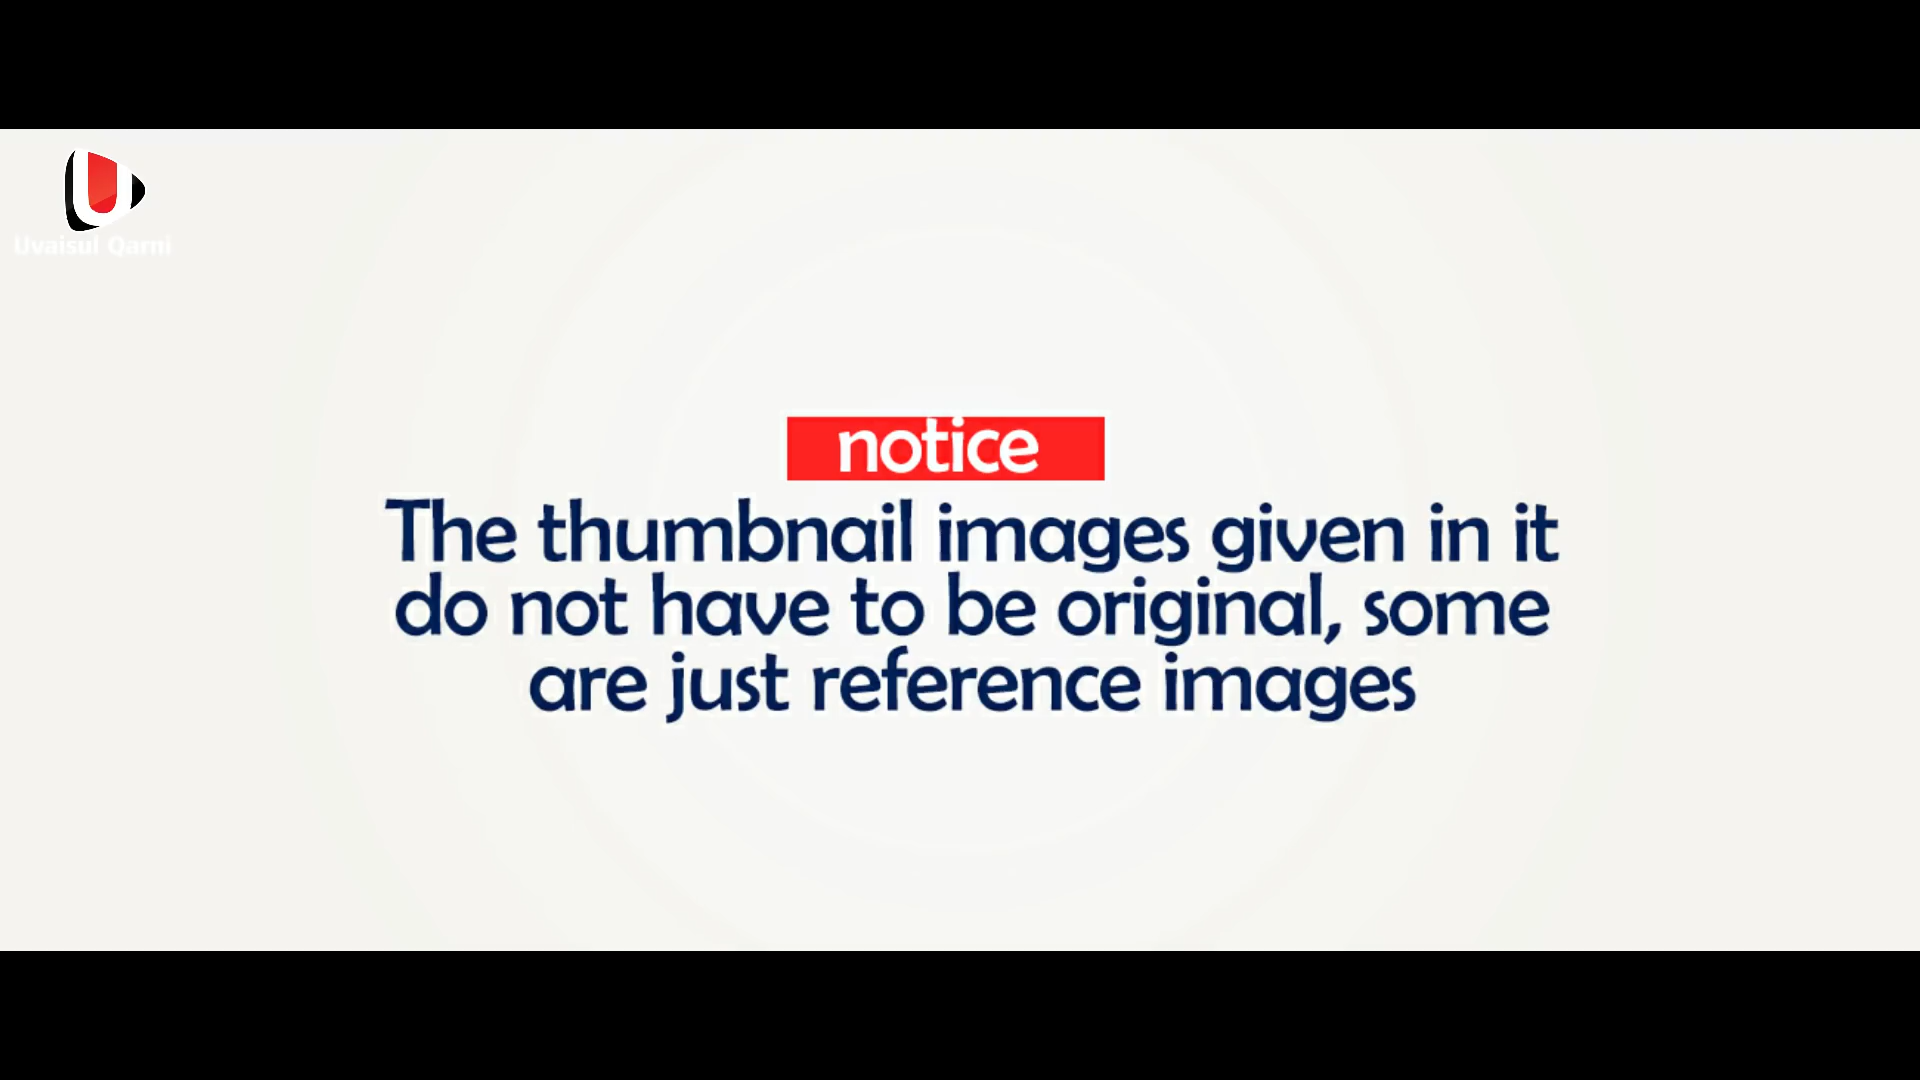 Uvaisul Qarni
notice
The thumbnail images given in it
do not have to be original, some
are just reference images